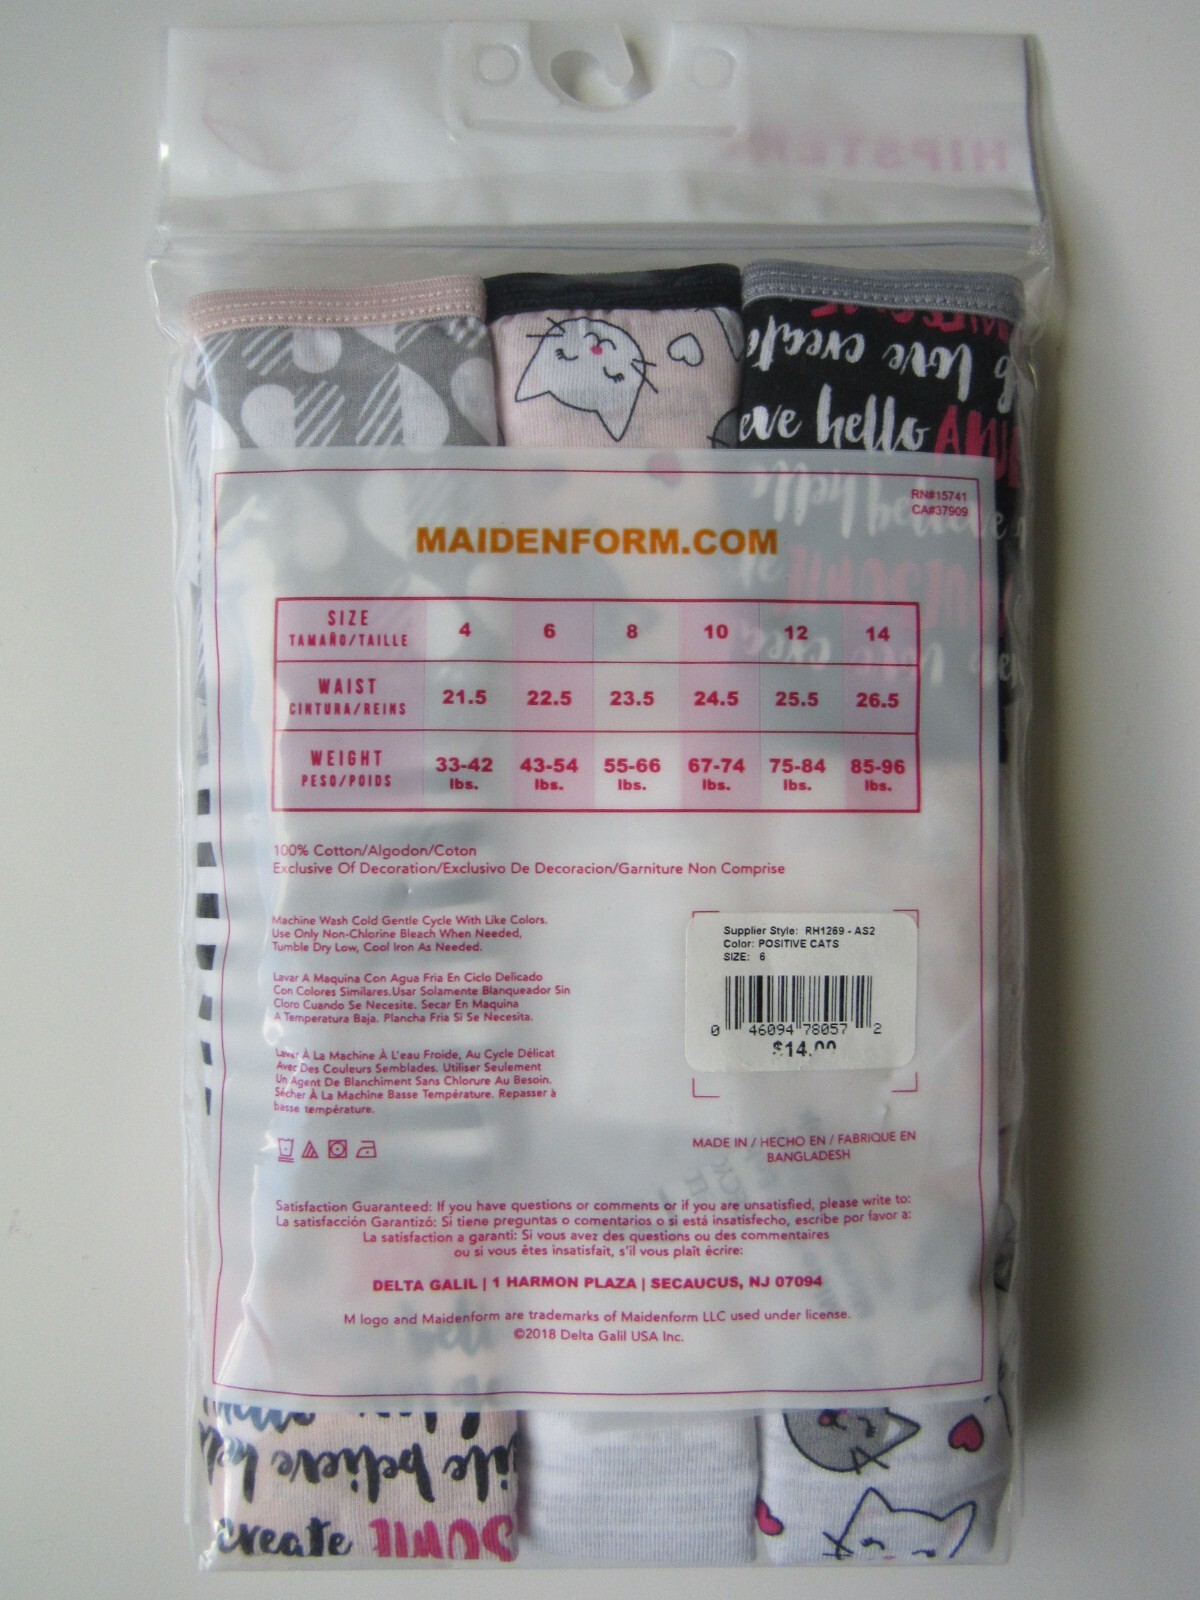 HIPSTER
love create
eve hello
RN#15741
CA#37909
MAIDENFORM.COM
SIZE 4 6 8 10 12 14
TAMAÑO/TAILLE
WAIST 21.5 22.5 23.5 24.5 25.5 26.5
CINTURA/REINS
WEIGHT 33-42 43-54 55-66 67-74 75-84 85-96
PESO/POIDS lbs. lbs. lbs. lbs. lbs. lbs.
100% Cotton/Algodon/Coton
Exclusive Of Decoration/Exclusivo De Decoracion/Garniture Non Comprise
Machine Wash Cold Gentle Cycle With Like Colors.
Use Only Non-Chlorine Bleach When Needed,
Tumble Dry Low, Cool Iron As Needed.
Lavar A Maquina Con Agua Fria En Ciclo Delicado
Con Colores Similares.Usar Solamente Blanqueador Sin
Cloro Cuando Se Necesite. Secar En Maquina
A Temperatura Baja. Plancha Fria Si Se Necesita.
Laver À La Machine À L'eau Froide, Au Cycle Délicat
Avec Des Couleurs Semblades. Utiliser Seulement
Un Agent De Blanchiment Sans Chlorure Au Besoin.
Sécher À La Machine Basse Température. Repasser à
basse température.
Supplier Style: RH1269 - AS2
Color: POSITIVE CATS
SIZE: 6
0 46094 78057 2
$14.00
MADE IN / HECHO EN / FABRIQUE EN
BANGLADESH
Satisfaction Guaranteed: If you have questions or comments or if you are unsatisfied, please write to:
La satisfacción Garantizó: Si tiene preguntas o comentarios o si está insatisfecho, escribe por favor a:
La satisfaction a garanti: Si vous avez des questions ou des commentaires
ou si vous êtes insatisfait, s'il vous plaît écrire:
DELTA GALIL | 1 HARMON PLAZA | SECAUCUS, NJ 07094
M logo and Maidenform are trademarks of Maidenform LLC used under license.
©2018 Delta Galil USA Inc.
believe
create